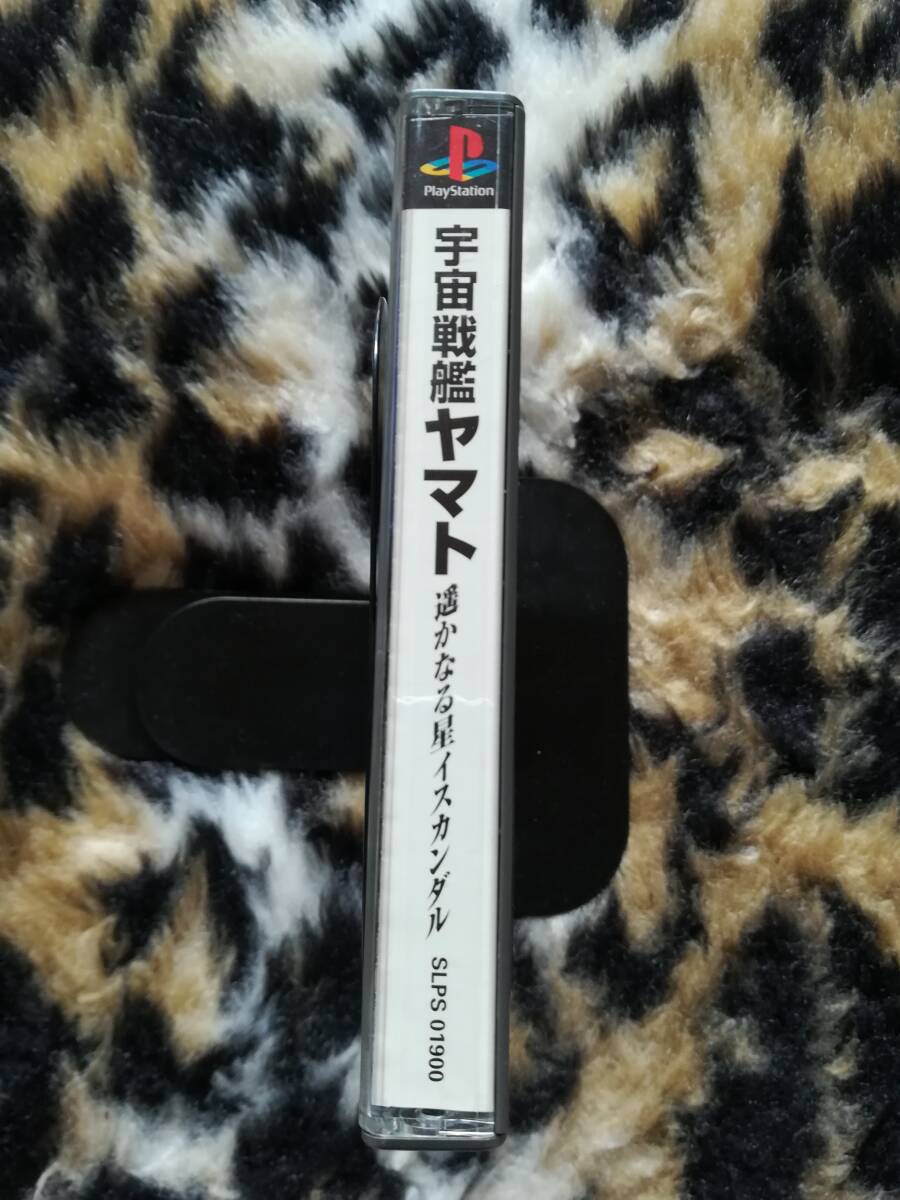 PlayStation
宇宙戦艦ヤマト
遥かなる星イスカンダル
SLPS 01900